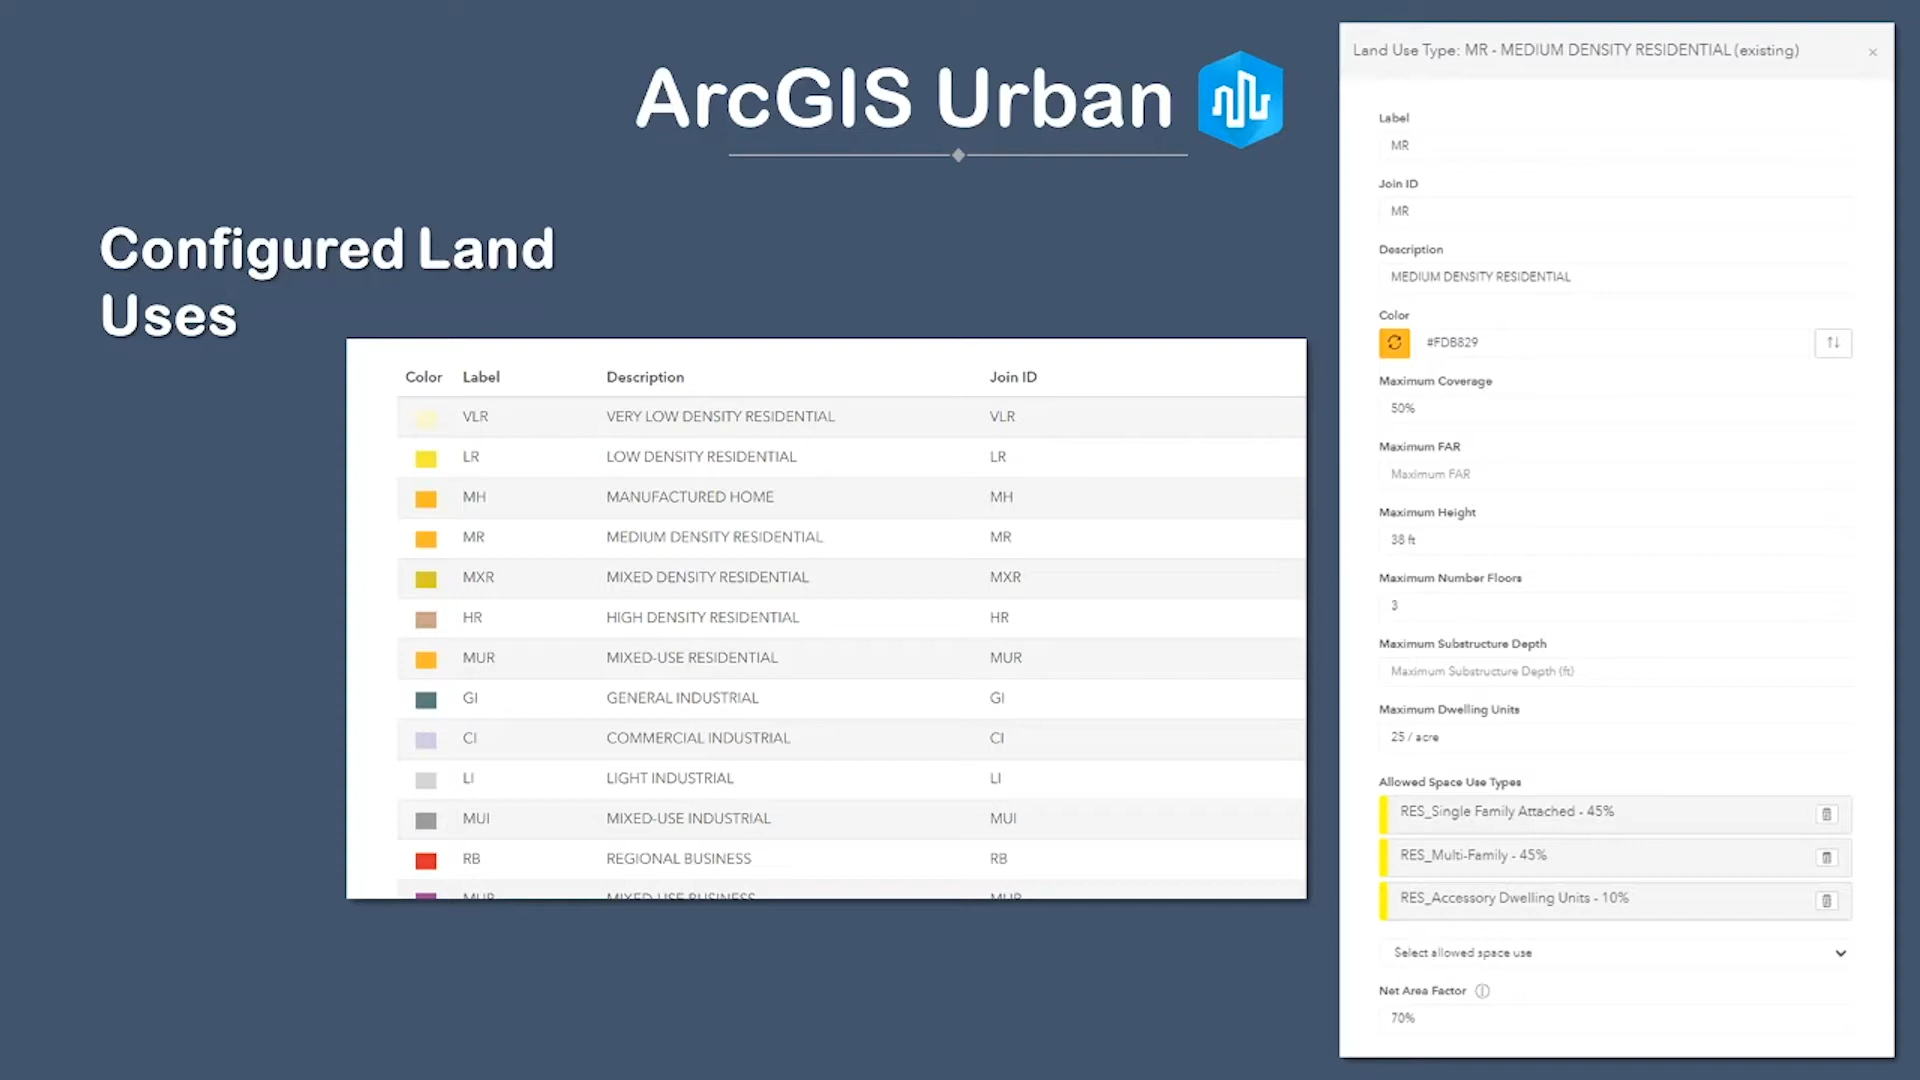 ArcGIS Urban
Configured Land
Uses
Color Label Description Join ID
VLR VERY LOW DENSITY RESIDENTIAL VLR
LR LOW DENSITY RESIDENTIAL LR
MH MANUFACTURED HOME MH
MR MEDIUM DENSITY RESIDENTIAL MR
MXR MIXED DENSITY RESIDENTIAL MXR
HR HIGH DENSITY RESIDENTIAL HR
MUR MIXED-USE RESIDENTIAL MUR
GI GENERAL INDUSTRIAL GI
CI COMMERCIAL INDUSTRIAL CI
LI LIGHT INDUSTRIAL LI
MUI MIXED-USE INDUSTRIAL MUI
RB REGIONAL BUSINESS RB
MUB MIXED-USE BUSINESS MUB
Land Use Type: MR - MEDIUM DENSITY RESIDENTIAL (existing)
Label
MR
Join ID
MR
Description
MEDIUM DENSITY RESIDENTIAL
Color
#FDB829
Maximum Coverage
50%
Maximum FAR
Maximum FAR
Maximum Height
38 ft
Maximum Number Floors
3
Maximum Substructure Depth
Maximum Substructure Depth (ft)
Maximum Dwelling Units
25 / acre
Allowed Space Use Types
RES_Single Family Attached - 45%
RES_Multi-Family - 45%
RES_Accessory Dwelling Units - 10%
Select allowed space use
Net Area Factor
70%